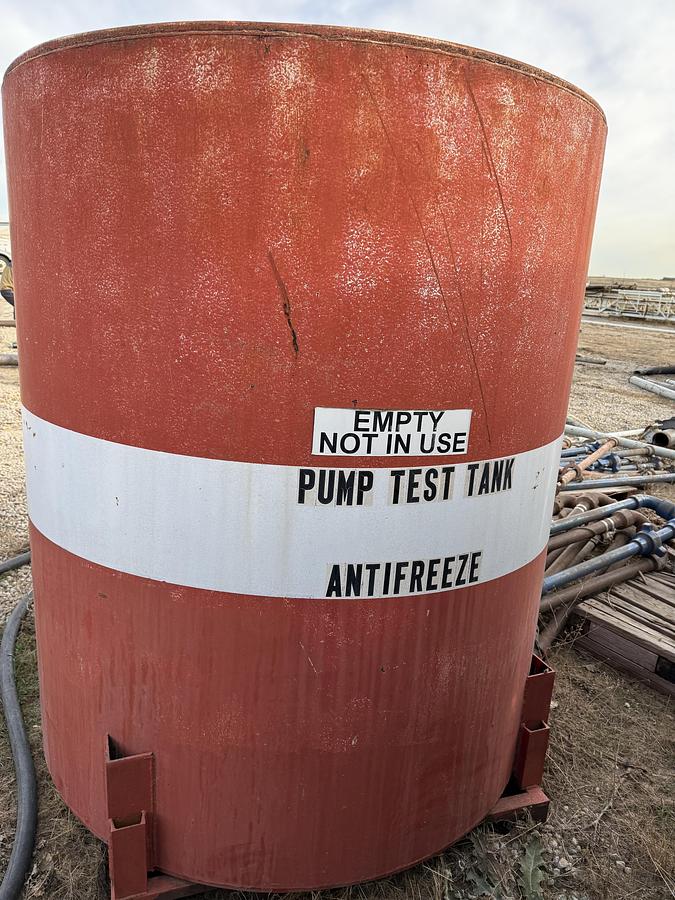 EMPTY
NOT IN USE
PUMP TEST TANK
ANTIFREEZE